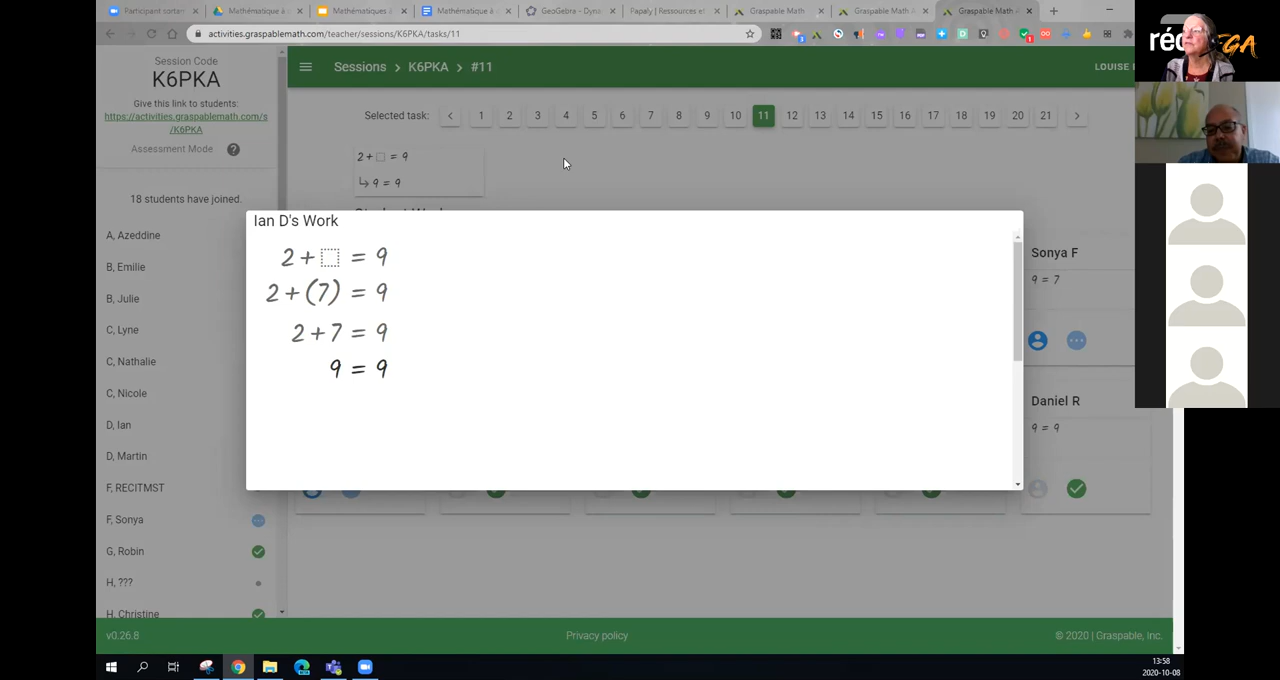 Participant sortan
Mathématique à
Mathématiques à
Mathématique à
GeoGebra - Dyna
Papaly | Ressources et
Graspable Math
Graspable Math A
Graspable Math A
activities.graspablemath.com/teacher/sessions/K6PKA/tasks/11
réc
GA
Session Code
K6PKA
Give this link to students:
https://activities.graspablemath.com/s
/K6PKA
Assessment Mode ?
18 students have joined.
A, Azeddine
B, Emilie
B, Julie
C, Lyne
C, Nathalie
C, Nicole
D, Ian
D, Martin
F, RECITMST
F, Sonya
G, Robin
H, ???
H, Christine
v0.26.8
Sessions > K6PKA > #11
Selected task: < 1 2 3 4 5 6 7 8 9 10 11 12 13 14 15 16 17 18 19 20 21 >
2 + □ = 9
↳ 9 = 9
Ian D's Work
2 + □ = 9
2 + (7) = 9
2 + 7 = 9
9 = 9
Sonya F
9 = 7
Daniel R
9 = 9
Privacy policy
© 2020 | Graspable, Inc.
13:58
2020-10-08